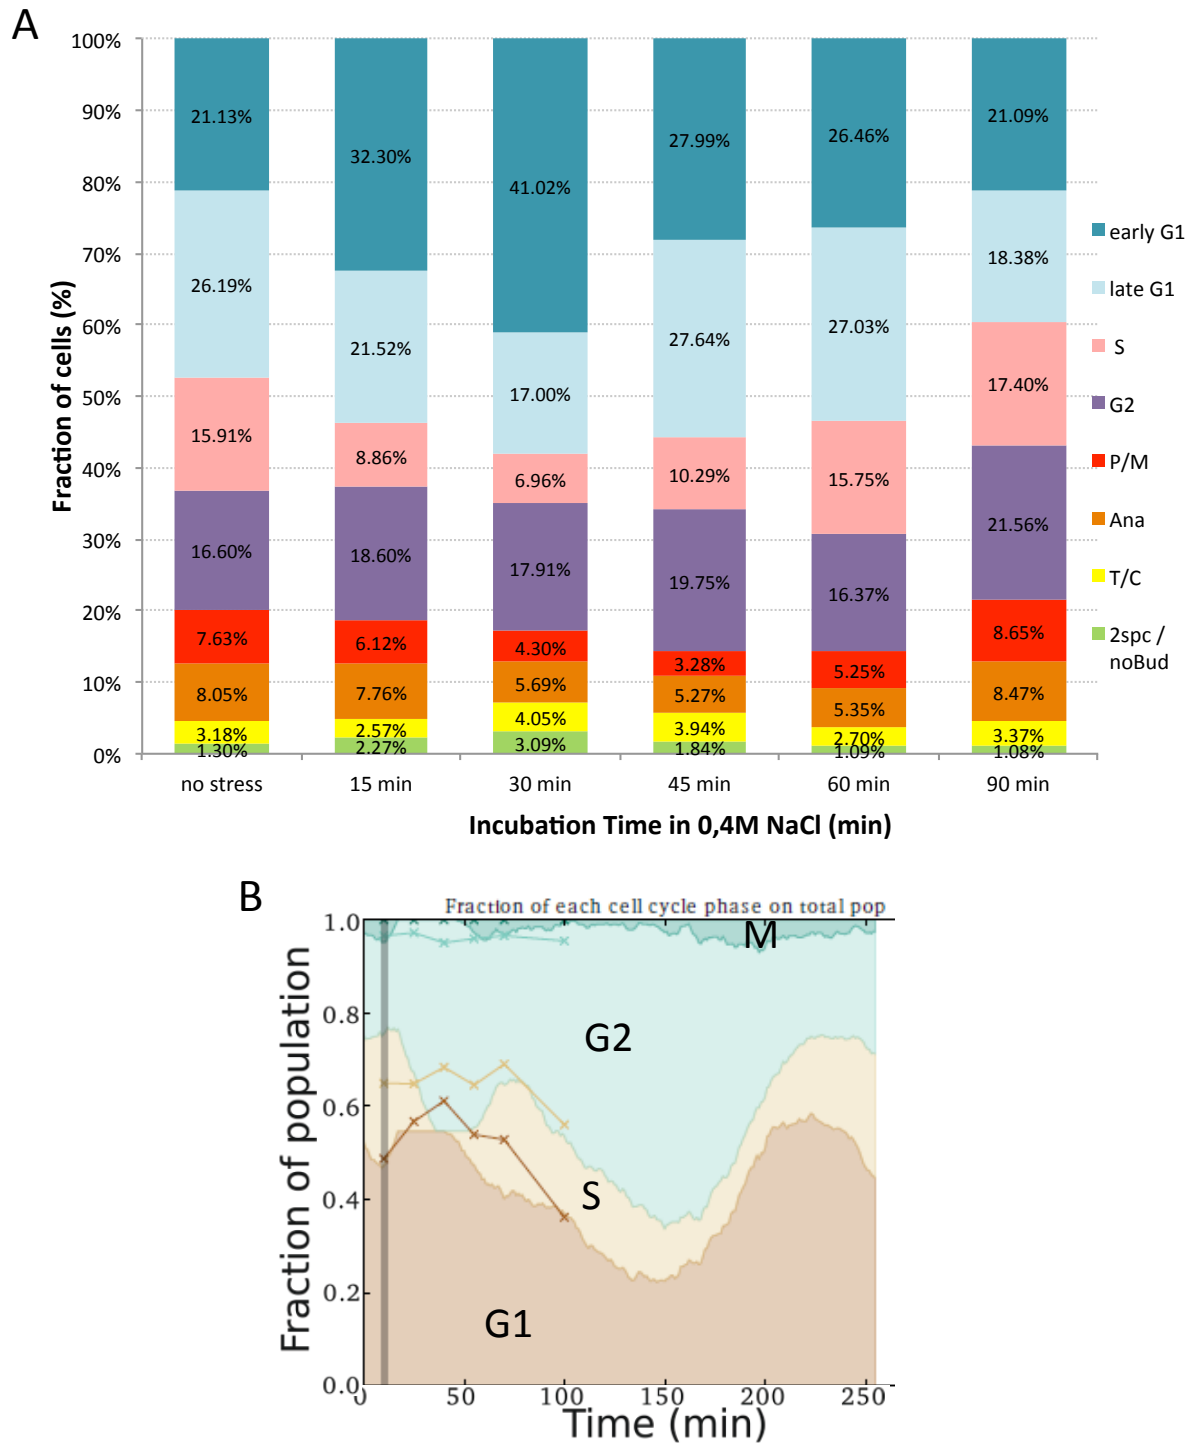 A
100%
90%
80%
70%
60%
50%
40%
30%
20%
10%
0%
Fraction of cells (%)
21.13%
26.19%
15.91%
16.60%
7.63%
8.05%
3.18%
1.30%
32.30%
21.52%
8.86%
18.60%
6.12%
7.76%
2.57%
2.27%
41.02%
17.00%
6.96%
17.91%
4.30%
5.69%
4.05%
3.09%
27.99%
27.64%
10.29%
19.75%
3.28%
5.27%
3.94%
1.84%
26.46%
27.03%
15.75%
16.37%
5.25%
5.35%
2.70%
1.09%
21.09%
18.38%
17.40%
21.56%
8.65%
8.47%
3.37%
1.08%
early G1
late G1
S
G2
P/M
Ana
T/C
2spc /
noBud
no stress 15 min 30 min 45 min 60 min 90 min
Incubation Time in 0,4M NaCl (min)
B
Fraction of each cell cycle phase on total pop
1.0
0.8
0.6
0.4
0.2
0.0
Fraction of population
M
G2
S
G1
0 50 100 150 200 250
Time (min)